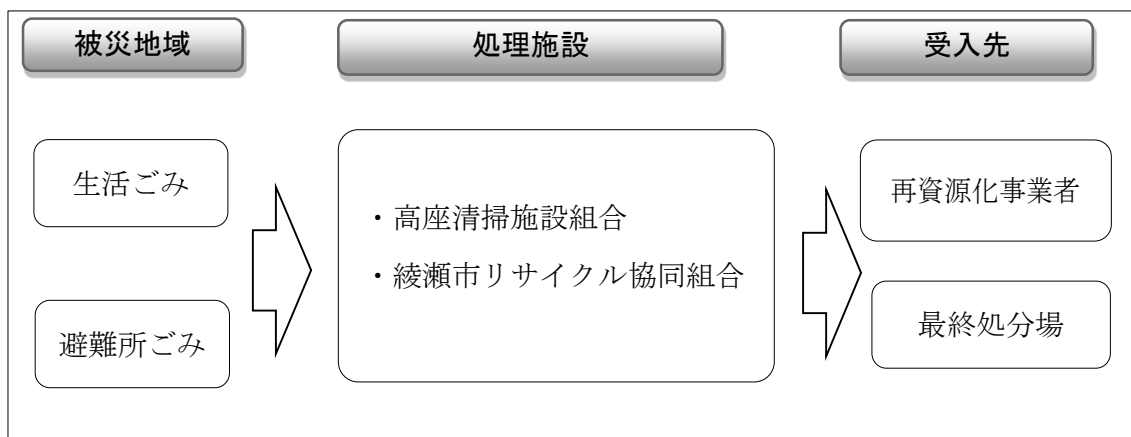 被災地域
処理施設
受入先
生活ごみ
避難所ごみ
・高座清掃施設組合
・綾瀬市リサイクル協同組合
再資源化事業者
最終処分場